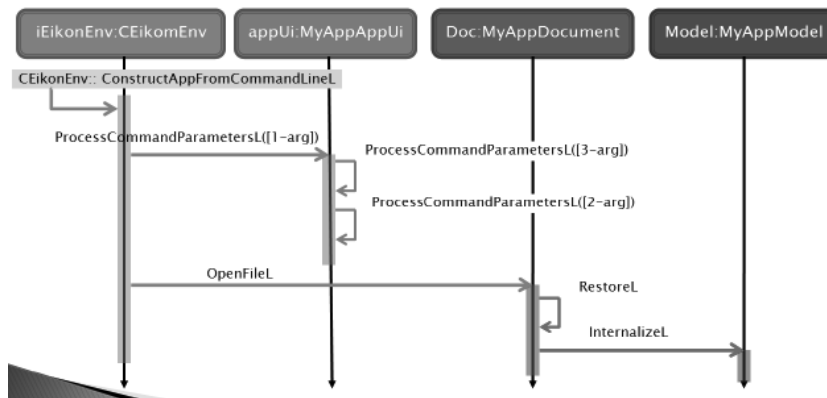 iEikonEnv:CEikomEnv
appUi:MyAppAppUi
Doc:MyAppDocument
Model:MyAppModel
CEikonEnv:: ConstructAppFromCommandLineL
ProcessCommandParametersL([1-arg])
ProcessCommandParametersL([3-arg])
ProcessCommandParametersL([2-arg])
OpenFileL
RestoreL
InternalizeL